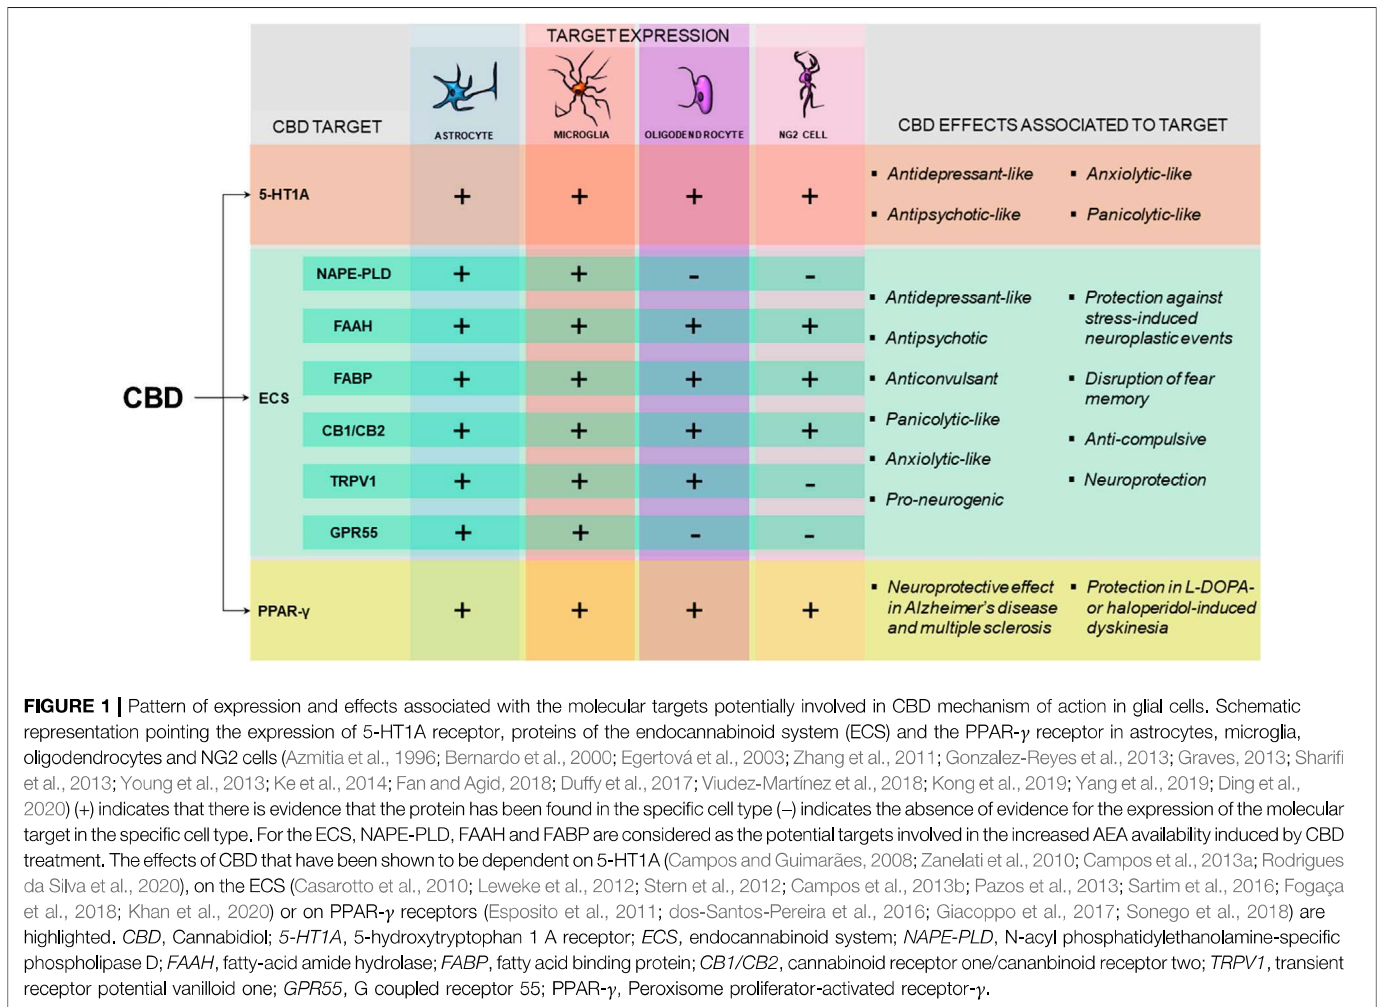 TARGET EXPRESSION
CBD TARGET
ASTROCYTE
MICROGLIA
OLIGODENDROCYTE
NG2 CELL
CBD EFFECTS ASSOCIATED TO TARGET
5-HT1A
+ + + +
▪ Antidepressant-like
▪ Antipsychotic-like
▪ Anxiolytic-like
▪ Panicolytic-like
CBD
ECS
NAPE-PLD + + - -
FAAH + + + +
FABP + + + +
CB1/CB2 + + + +
TRPV1 + + + -
GPR55 + + - -
▪ Antidepressant-like
▪ Antipsychotic
▪ Anticonvulsant
▪ Panicolytic-like
▪ Anxiolytic-like
▪ Pro-neurogenic
▪ Protection against
stress-induced
neuroplastic events
▪ Disruption of fear
memory
▪ Anti-compulsive
▪ Neuroprotection
PPAR-γ
+ + + +
▪ Neuroprotective effect
in Alzheimer's disease
and multiple sclerosis
▪ Protection in L-DOPA-
or haloperidol-induced
dyskinesia
FIGURE 1 | Pattern of expression and effects associated with the molecular targets potentially involved in CBD mechanism of action in glial cells. Schematic
representation pointing the expression of 5-HT1A receptor, proteins of the endocannabinoid system (ECS) and the PPAR-γ receptor in astrocytes, microglia,
oligodendrocytes and NG2 cells (Azmitia et al., 1996; Bernardo et al., 2000; Egertová et al., 2003; Zhang et al., 2011; Gonzalez-Reyes et al., 2013; Graves, 2013; Sharifi
et al., 2013; Young et al., 2013; Ke et al., 2014; Fan and Agid, 2018; Duffy et al., 2017; Viudez-Martínez et al., 2018; Kong et al., 2019; Yang et al., 2019; Ding et al.,
2020) (+) indicates that there is evidence that the protein has been found in the specific cell type (–) indicates the absence of evidence for the expression of the molecular
target in the specific cell type. For the ECS, NAPE-PLD, FAAH and FABP are considered as the potential targets involved in the increased AEA availability induced by CBD
treatment. The effects of CBD that have been shown to be dependent on 5-HT1A (Campos and Guimarães, 2008; Zanelati et al., 2010; Campos et al., 2013a; Rodrigues
da Silva et al., 2020), on the ECS (Casarotto et al., 2010; Leweke et al., 2012; Stern et al., 2012; Campos et al., 2013b; Pazos et al., 2013; Sartim et al., 2016; Fogaça
et al., 2018; Khan et al., 2020) or on PPAR-γ receptors (Esposito et al., 2011; dos-Santos-Pereira et al., 2016; Giacoppo et al., 2017; Sonego et al., 2018) are
highlighted. CBD, Cannabidiol; 5-HT1A, 5-hydroxytryptophan 1 A receptor; ECS, endocannabinoid system; NAPE-PLD, N-acyl phosphatidylethanolamine-specific
phospholipase D; FAAH, fatty-acid amide hydrolase; FABP, fatty acid binding protein; CB1/CB2, cannabinoid receptor one/cananbinoid receptor two; TRPV1, transient
receptor potential vanilloid one; GPR55, G coupled receptor 55; PPAR-γ, Peroxisome proliferator-activated receptor-γ.